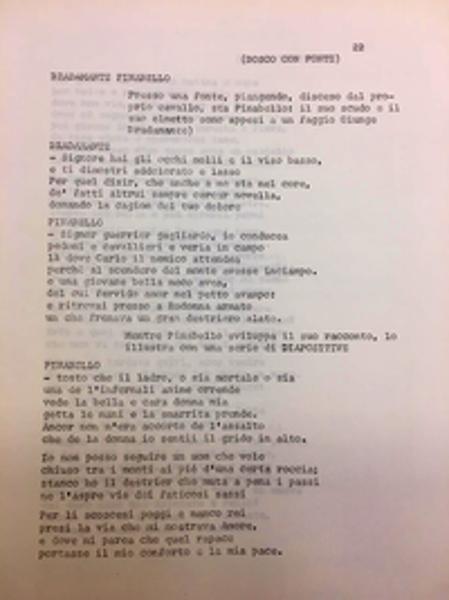 22
(BOSCO CON FONTE)
BRADAMANTE PINABELLO
Presso una fonte, piangendo, disceso dal pro-
prio cavallo, sta Pinabello: il suo scudo e il
suo elmetto sono appesi a un faggio Giunge
Bradamante)
BRADAMANTE
- Signore hai gli occhi molli e il viso basso,
e ti dimostri addolorato e lasso
Per quel disir, che anche a me sta nel core,
de' fatti altrui sempre cercar novella,
domando la cagion del tuo dolore
PINABELLO
- Signor guerrier gagliardo, io conducea
pedoni e cavallieri e venia in campo
là dove Carlo il nemico attendea
perchè al scendere del monte avesse inciampo.
e una giovane bella meco avea,
del cui fervido amor nel petto avampo:
e ritrovai presso a Rodonna armato
un che frenava un gran destriero alato.
Mentre Pinabello sviluppa il suo racconto, lo
illustra con una serie di DIAPOSITIVE
PINABELLO
- tosto che il ladro, o sia mortale o sia
una de l'infernali anime orrende
vede la bella e cara donna mia
getta le mani e la smarrita prende.
Ancor non m'era accorto de l'assalto
che de la donna io sentii il grido in alto.
Io non posso seguire un uom che vole
chiuso tra i monti ai piè d'una certa roccia;
stanco ho il destrier che muta a pena i passi
ne l'aspre vie dei faticosi sassi
Per li scoscesi poggi e manco rei
presi la via che mi mostrava Amore,
e dove mi parea che quel rapace
portasse il mio conforto e la mia pace.